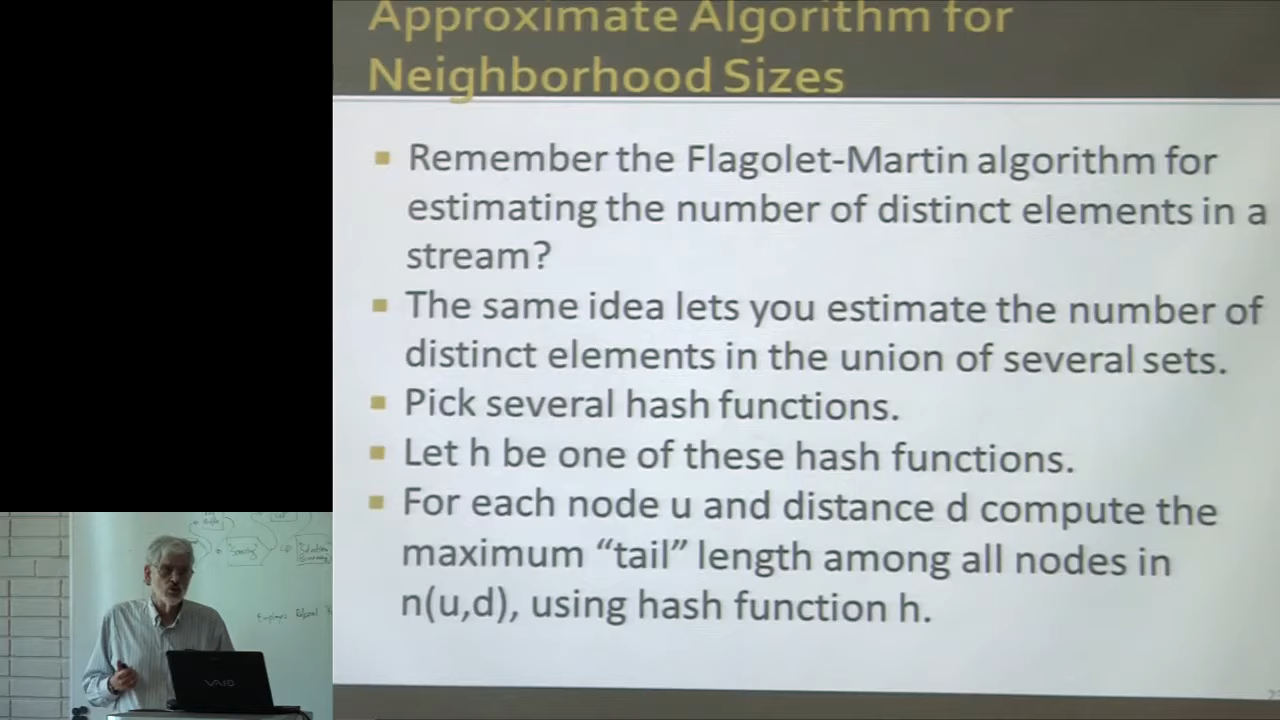 Approximate Algorithm for
Neighborhood Sizes
Remember the Flagolet-Martin algorithm for
estimating the number of distinct elements in a
stream?
The same idea lets you estimate the number of
distinct elements in the union of several sets.
Pick several hash functions.
Let h be one of these hash functions.
For each node u and distance d compute the
maximum “tail” length among all nodes in
n(u,d), using hash function h.
VAIO